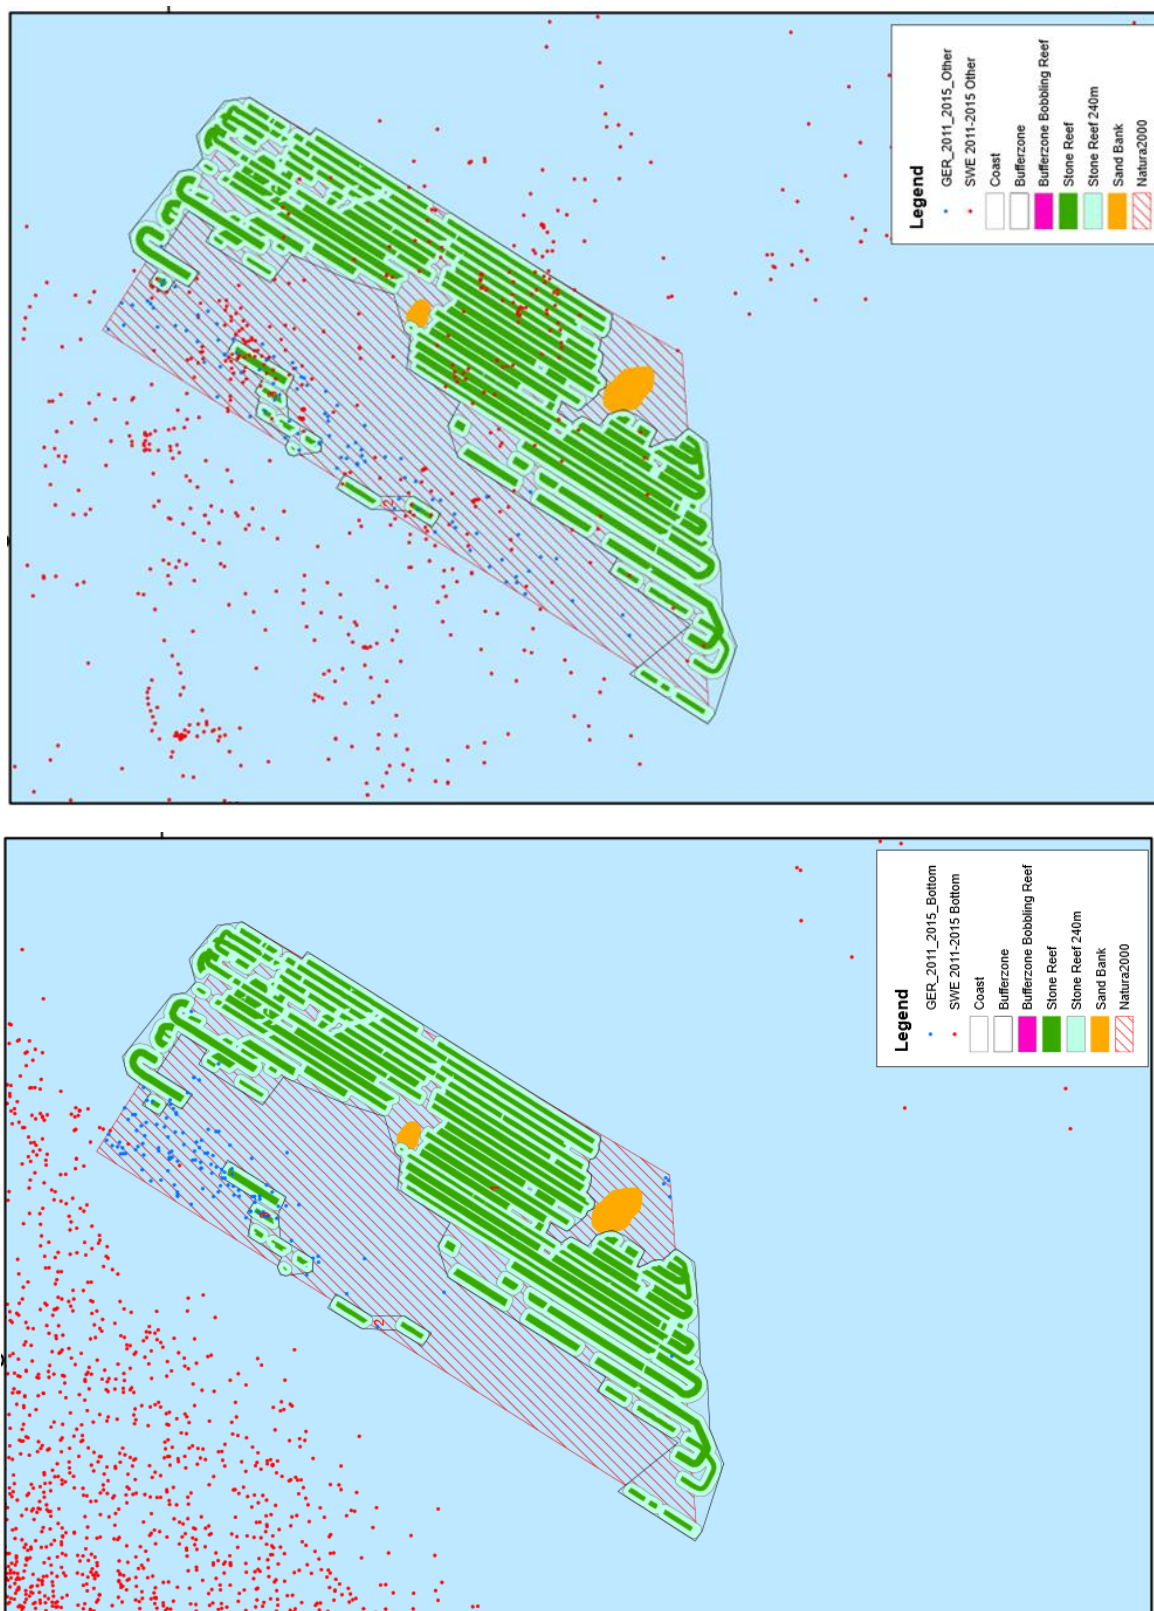 Legend
GER_2011_2015_Other
SWE 2011-2015 Other
Coast
Bufferzone
Bufferzone Bobbling Reef
Stone Reef
Stone Reef 240m
Sand Bank
Natura2000
2
Legend
GER_2011_2015_Bottom
SWE 2011-2015 Bottom
Coast
Bufferzone
Bufferzone Bobbling Reef
Stone Reef
Stone Reef 240m
Sand Bank
Natura2000
2